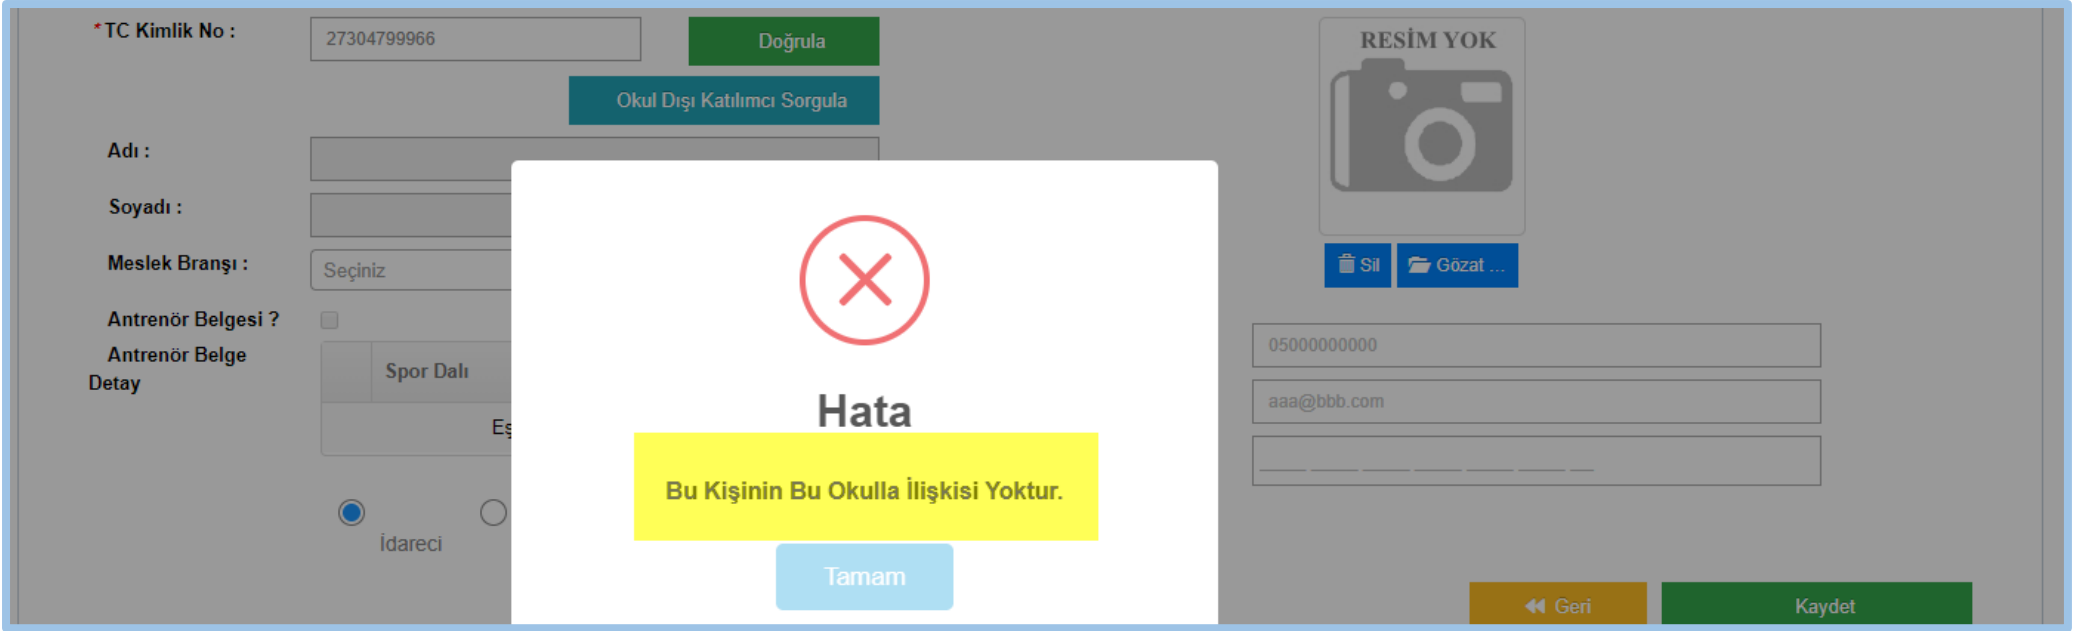 *TC Kimlik No :
27304799966
Doğrula
Okul Dışı Katılımcı Sorgula
RESİM YOK
Adı :
Soyadı :
Meslek Branşı :
Seçiniz
Sil
Gözat ...
Antrenör Belgesi ?
Antrenör Belge
Detay
Spor Dalı
Eş
05000000000
aaa@bbb.com
Hata
Bu Kişinin Bu Okulla İlişkisi Yoktur.
İdareci
Tamam
Geri
Kaydet